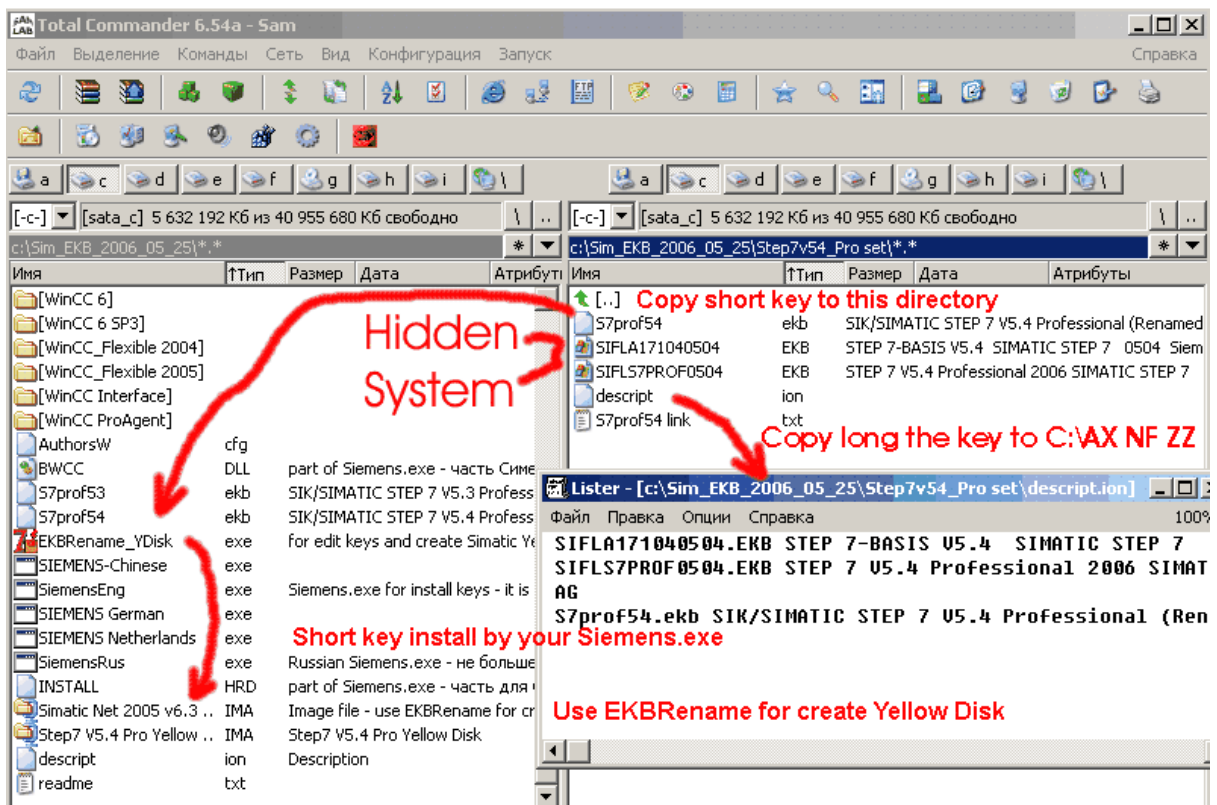 Total Commander 6.54a - Sam
Файл Выделение Команды Сеть Вид Конфигурация Запуск Справка
a c d e f g h i \ a c d e f g h i \
[-c-] [sata_c] 5 632 192 Кб из 40 955 680 Кб свободно \ .. [-c-] [sata_c] 5 632 192 Кб из 40 955 680 Кб свободно \ ..
c:\Sim_EKB_2006_05_25\*.* * c:\Sim_EKB_2006_05_25\Step7v54_Pro set\*.* *
Имя ↑Тип Размер Дата Атрибуты Имя ↑Тип Размер Дата Атрибуты
[WinCC 6]
[WinCC 6 SP3]
[WinCC_Flexible 2004]
[WinCC_Flexible 2005]
[WinCC Interface]
[WinCC ProAgent]
AuthorsW cfg
BWCC DLL part of Siemens.exe - часть Симе
S7prof53 ekb SIK/SIMATIC STEP 7 V5.3 Profess
S7prof54 ekb SIK/SIMATIC STEP 7 V5.4 Profess
EKBRename_YDisk exe for edit keys and create Simatic Ye
SIEMENS-Chinese exe
SiemensEng exe Siemens.exe for install keys - it is
SIEMENS German exe
SIEMENS Netherlands exe
SiemensRus exe Russian Siemens.exe - не больше
INSTALL HRD part of Siemens.exe - часть для
Simatic Net 2005 v6.3 .. IMA Image file - use EKBRename for cr
Step7 V5.4 Pro Yellow .. IMA Step7 V5.4 Pro Yellow Disk
descript ion Description
readme txt
[..] Copy short key to this directory
S7prof54 ekb SIK/SIMATIC STEP 7 V5.4 Professional (Renamed
SIFLA171040504 EKB STEP 7-BASIS V5.4 SIMATIC STEP 7 0504 Siem
SIFLS7PROF0504 EKB STEP 7 V5.4 Professional 2006 SIMATIC STEP 7
descript ion
S7prof54 link txt
Hidden
System
Copy long the key to C:\AX NF ZZ
Short key install by your Siemens.exe
Lister - [c:\Sim_EKB_2006_05_25\Step7v54_Pro set\descript.ion]
Файл Правка Опции Справка 100%
SIFLA171040504.EKB STEP 7-BASIS V5.4 SIMATIC STEP 7
SIFLS7PROF0504.EKB STEP 7 V5.4 Professional 2006 SIMAT
AG
S7prof54.ekb SIK/SIMATIC STEP 7 V5.4 Professional (Ren
Use EKBRename for create Yellow Disk